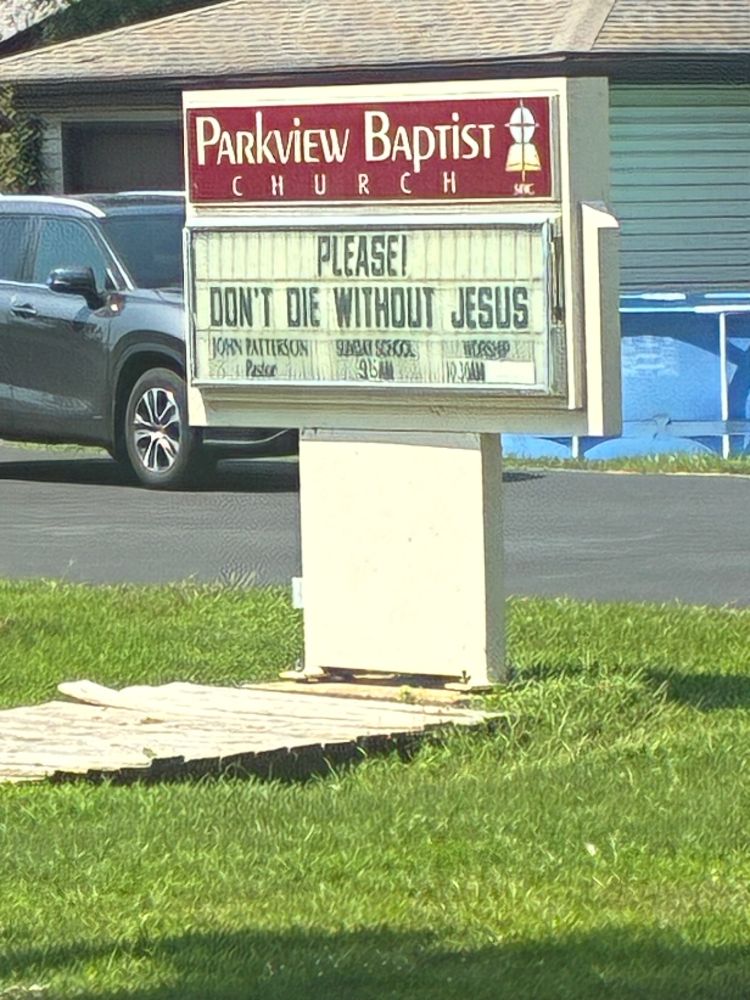 Parkview Baptist
CHURCH
SBC
PLEASE!
DON'T DIE WITHOUT JESUS
JOHN PATTERSON SUNDAY SCHOOL WORSHIP
Pastor 9:15AM 10:30AM